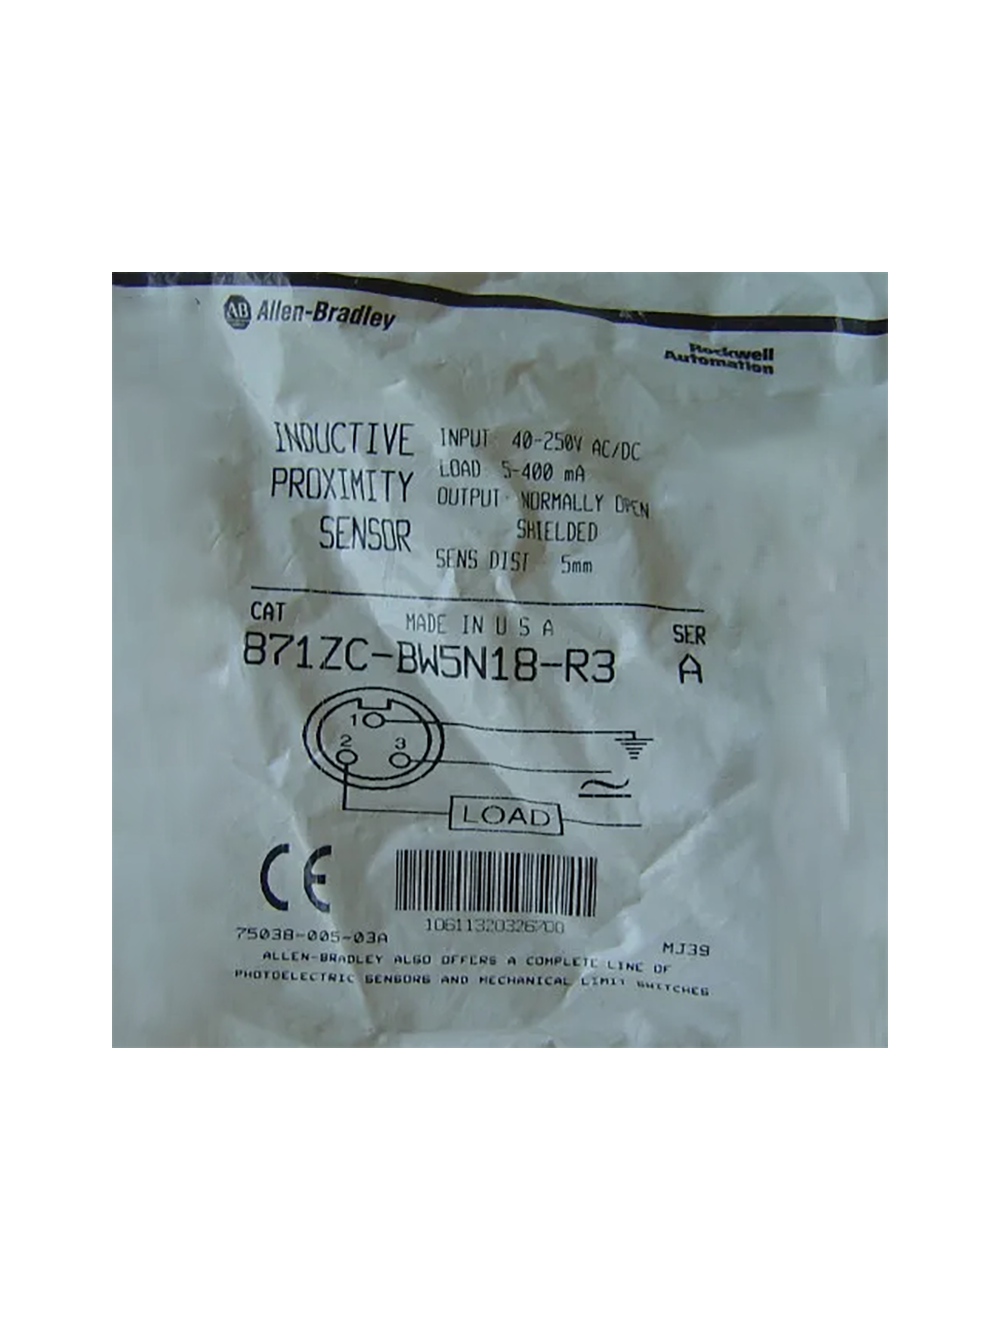 AB Allen-Bradley
Rockwell
Automation
INDUCTIVE
PROXIMITY
SENSOR
INPUT 40-250V AC/DC
LOAD 5-400 mA
OUTPUT NORMALLY OPEN
SHIELDED
SENS DIST 5mm
CAT
MADE IN U S A
SER
871ZC-BW5N18-R3
A
1
2 3
LOAD
CE
10611320326700
75038-005-03A
MJ39
ALLEN-BRADLEY ALSO OFFERS A COMPLETE LINE OF
PHOTOELECTRIC SENSORS AND MECHANICAL LIMIT SWITCHES